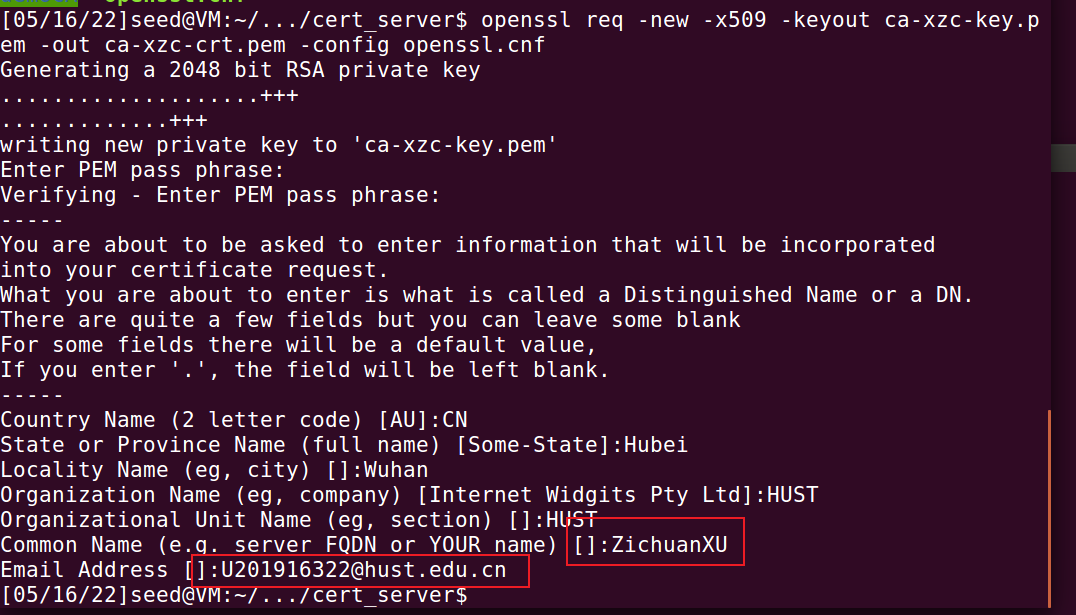 [05/16/22]seed@VM:~/.../cert_server$ openssl req -new -x509 -keyout ca-xzc-key.p
em -out ca-xzc-crt.pem -config openssl.cnf
Generating a 2048 bit RSA private key
....................+++
.............+++
writing new private key to 'ca-xzc-key.pem'
Enter PEM pass phrase:
Verifying - Enter PEM pass phrase:
-----
You are about to be asked to enter information that will be incorporated
into your certificate request.
What you are about to enter is what is called a Distinguished Name or a DN.
There are quite a few fields but you can leave some blank
For some fields there will be a default value,
If you enter '.', the field will be left blank.
-----
Country Name (2 letter code) [AU]:CN
State or Province Name (full name) [Some-State]:Hubei
Locality Name (eg, city) []:Wuhan
Organization Name (eg, company) [Internet Widgits Pty Ltd]:HUST
Organizational Unit Name (eg, section) []:HUST
Common Name (e.g. server FQDN or YOUR name) []:ZichuanXU
Email Address []:U201916322@hust.edu.cn
[05/16/22]seed@VM:~/.../cert_server$